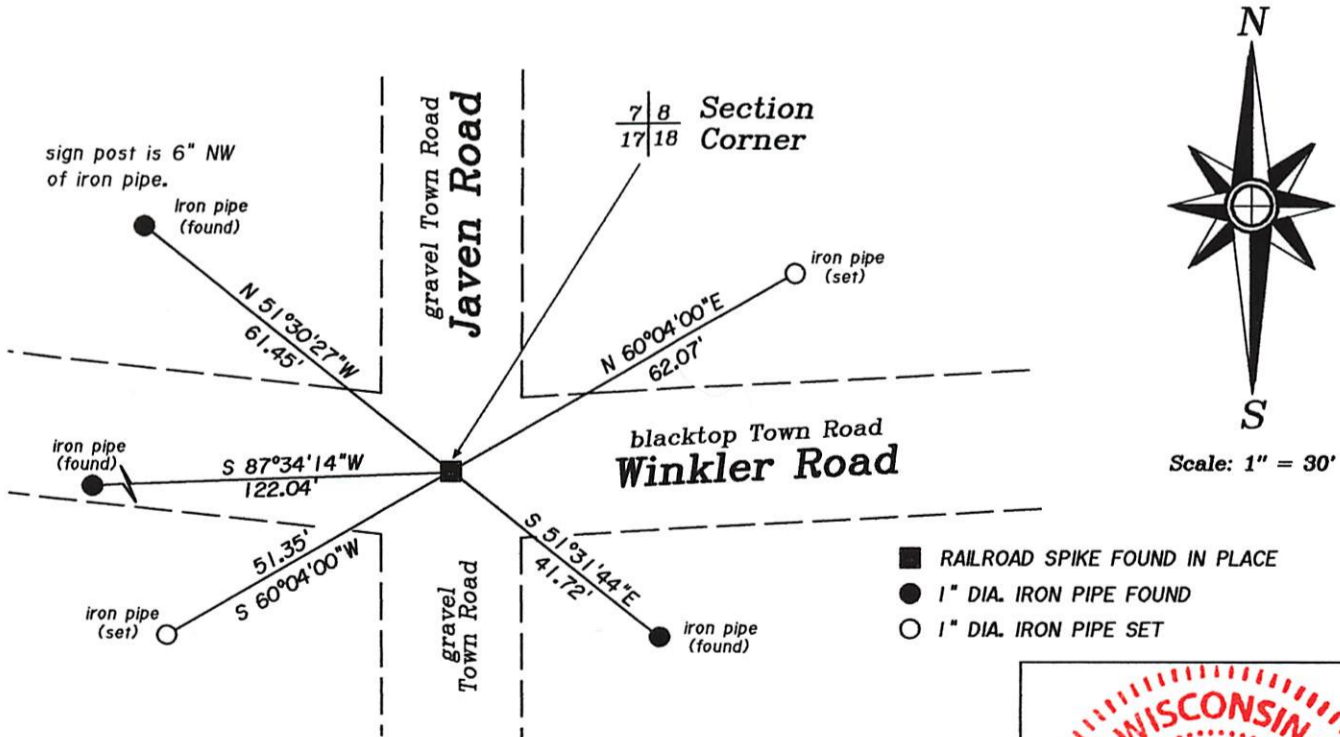 N
sign post is 6" NW
of iron pipe.
Iron pipe
(found)
N 51°30'27"W
61.45'
gravel Town Road
Javen Road
7 8
17 18
Section
Corner
iron pipe
(set)
N 60°04'00"E
62.07'
S
Scale: 1" = 30'
iron pipe
(found)
S 87°34'14"W
122.04'
blacktop Town Road
Winkler Road
51.35'
S 60°04'00"W
iron pipe
(set)
gravel
Town Road
S 51°31'44"E
41.72'
iron pipe
(found)
RAILROAD SPIKE FOUND IN PLACE
1" DIA. IRON PIPE FOUND
1" DIA. IRON PIPE SET
WISCONSIN